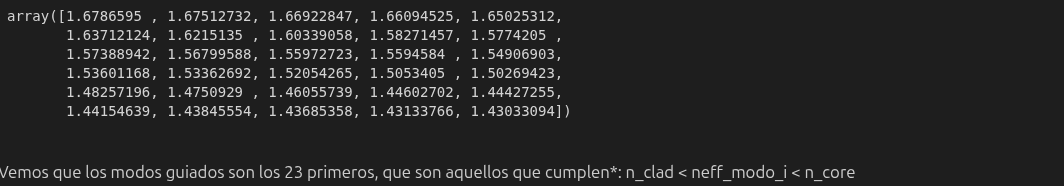 array([1.6786595 , 1.67512732, 1.66922847, 1.66094525, 1.65025312,
1.63712124, 1.6215135 , 1.60339058, 1.58271457, 1.5774205 ,
1.57388942, 1.56799588, 1.55972723, 1.5594584 , 1.54906903,
1.53601168, 1.53362692, 1.52054265, 1.5053405 , 1.50269423,
1.48257196, 1.4750929 , 1.46055739, 1.44602702, 1.44427255,
1.44154639, 1.43845554, 1.43685358, 1.43133766, 1.43033094])
Vemos que los modos guiados son los 23 primeros, que son aquellos que cumplen*: n_clad < neff_modo_i < n_core